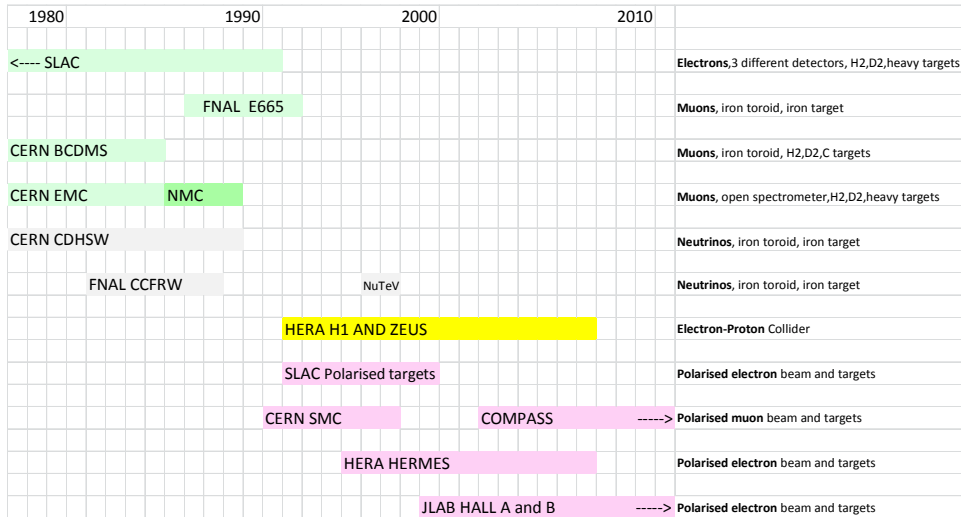 1980 1990 2000 2010
<---- SLAC Electrons,3 different detectors, H2,D2,heavy targets
FNAL E665 Muons, iron toroid, iron target
CERN BCDMS Muons, iron toroid, H2,D2,C targets
CERN EMC NMC Muons, open spectrometer,H2,D2,heavy targets
CERN CDHSW Neutrinos, iron toroid, iron target
FNAL CCFRW NuTeV Neutrinos, iron toroid, iron target
HERA H1 AND ZEUS Electron-Proton Collider
SLAC Polarised targets Polarised electron beam and targets
CERN SMC COMPASS -----> Polarised muon beam and targets
HERA HERMES Polarised electron beam and targets
JLAB HALL A and B -----> Polarised electron beam and targets